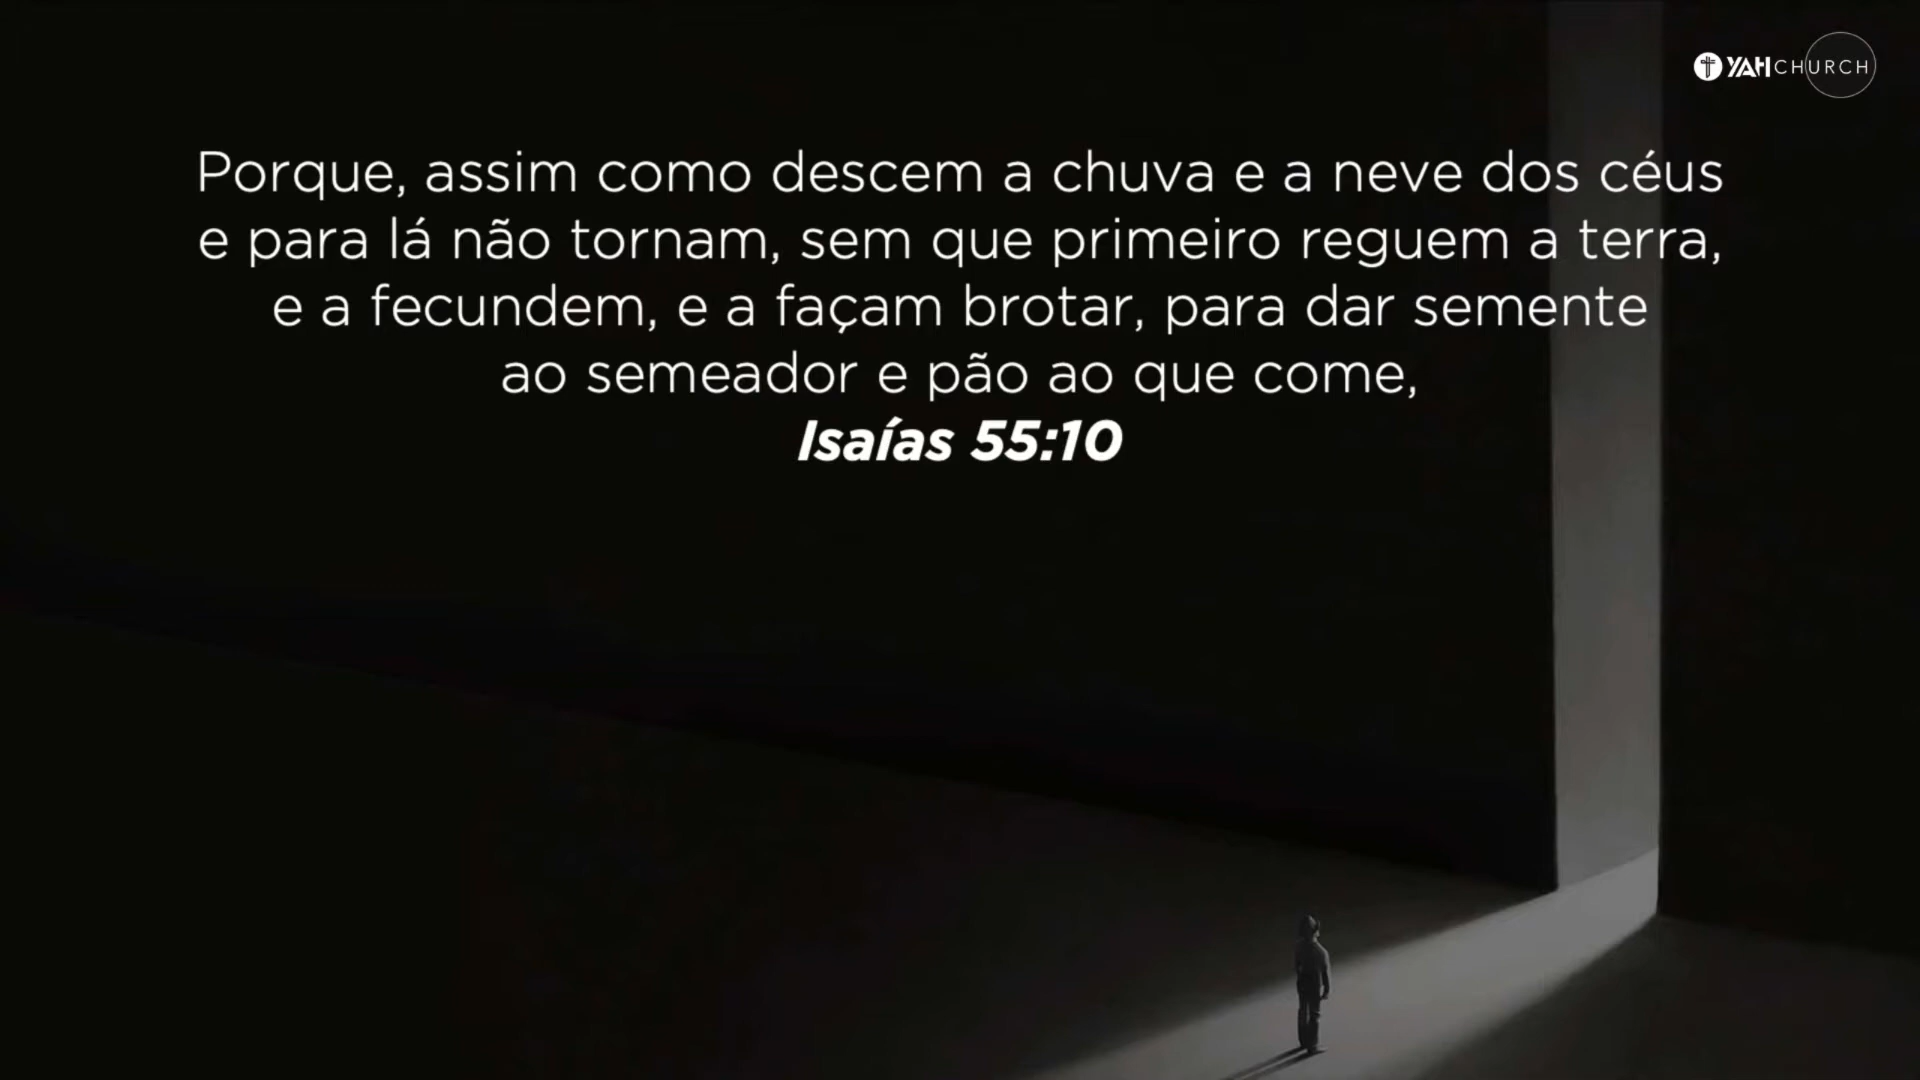 YAH CHURCH
Porque, assim como descem a chuva e a neve dos céus
e para lá não tornam, sem que primeiro reguem a terra,
e a fecundem, e a façam brotar, para dar semente
ao semeador e pão ao que come,
Isaías 55:10